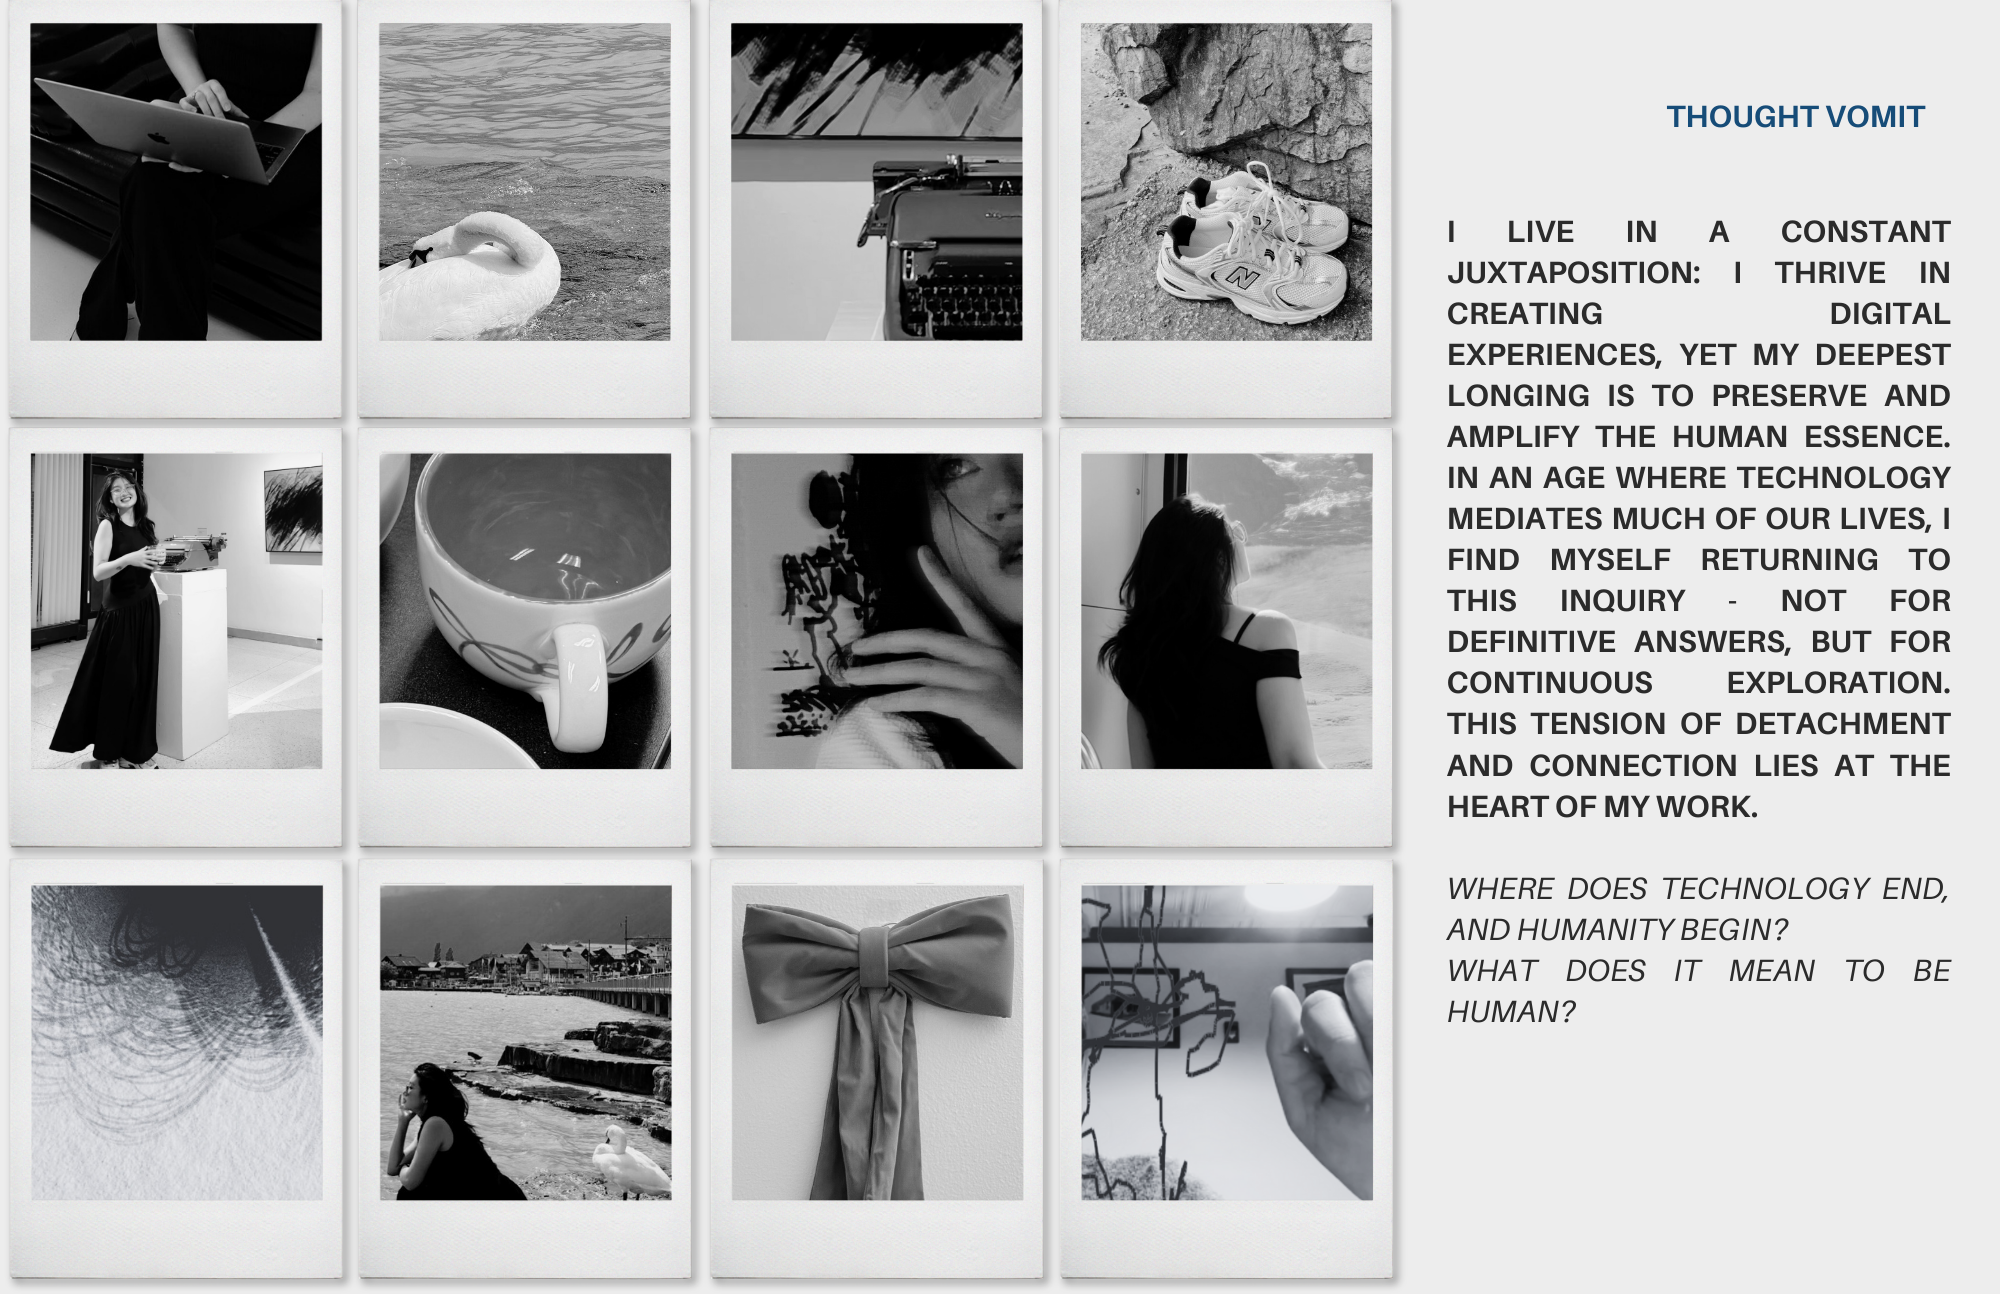 THOUGHT VOMIT
I LIVE IN A CONSTANT
JUXTAPOSITION: I THRIVE IN
CREATING DIGITAL
EXPERIENCES, YET MY DEEPEST
LONGING IS TO PRESERVE AND
AMPLIFY THE HUMAN ESSENCE.
IN AN AGE WHERE TECHNOLOGY
MEDIATES MUCH OF OUR LIVES, I
FIND MYSELF RETURNING TO
THIS INQUIRY - NOT FOR
DEFINITIVE ANSWERS, BUT FOR
CONTINUOUS EXPLORATION.
THIS TENSION OF DETACHMENT
AND CONNECTION LIES AT THE
HEART OF MY WORK.
WHERE DOES TECHNOLOGY END,
AND HUMANITY BEGIN?
WHAT DOES IT MEAN TO BE
HUMAN?